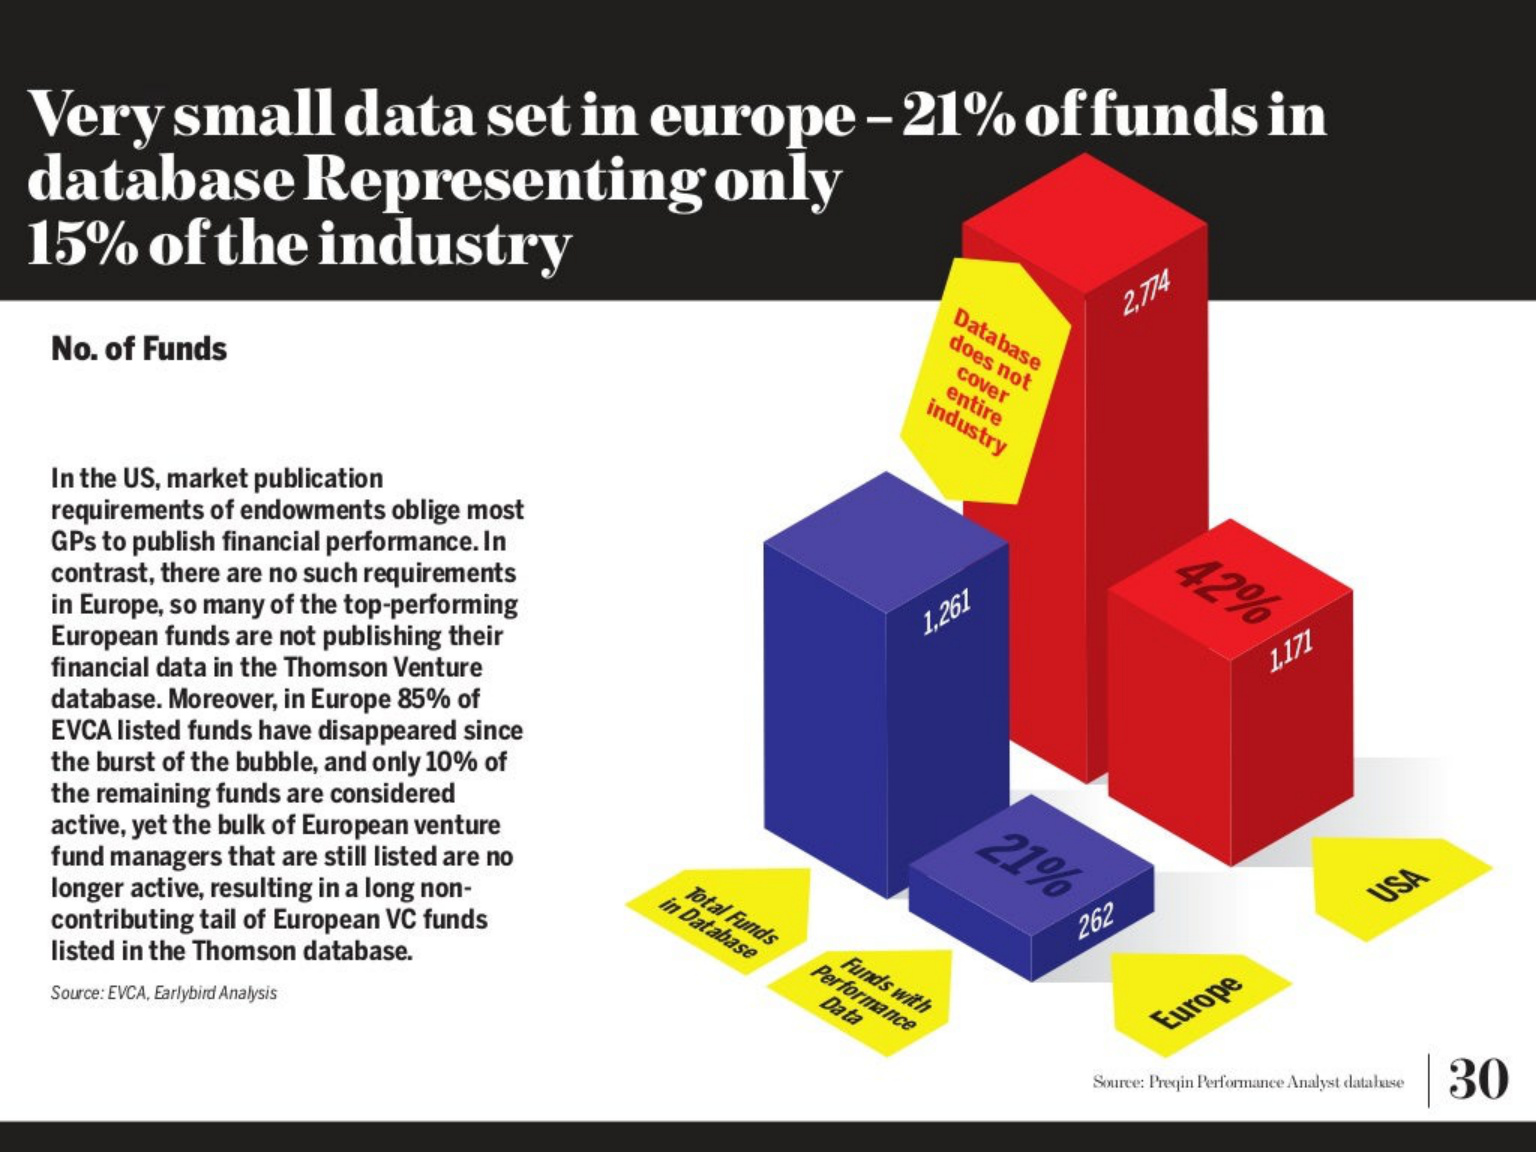 Very small data set in europe – 21% of funds in
database Representing only
15% of the industry
No. of Funds
In the US, market publication
requirements of endowments oblige most
GPs to publish financial performance. In
contrast, there are no such requirements
in Europe, so many of the top-performing
European funds are not publishing their
financial data in the Thomson Venture
database. Moreover, in Europe 85% of
EVCA listed funds have disappeared since
the burst of the bubble, and only 10% of
the remaining funds are considered
active, yet the bulk of European venture
fund managers that are still listed are no
longer active, resulting in a long non-
contributing tail of European VC funds
listed in the Thomson database.
Source: EVCA, Earlybird Analysis
2,774
Database
does not
cover
entire
industry
1,261
42%
1,171
21%
262
Total Funds
in Database
Funds with
Performance
Data
Europe
USA
Source: Preqin Performance Analyst database
30